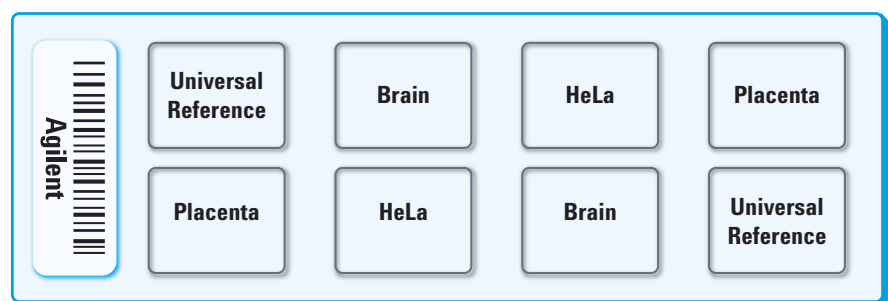 Agilent
Universal
Reference
Brain
HeLa
Placenta
Placenta
HeLa
Brain
Universal
Reference